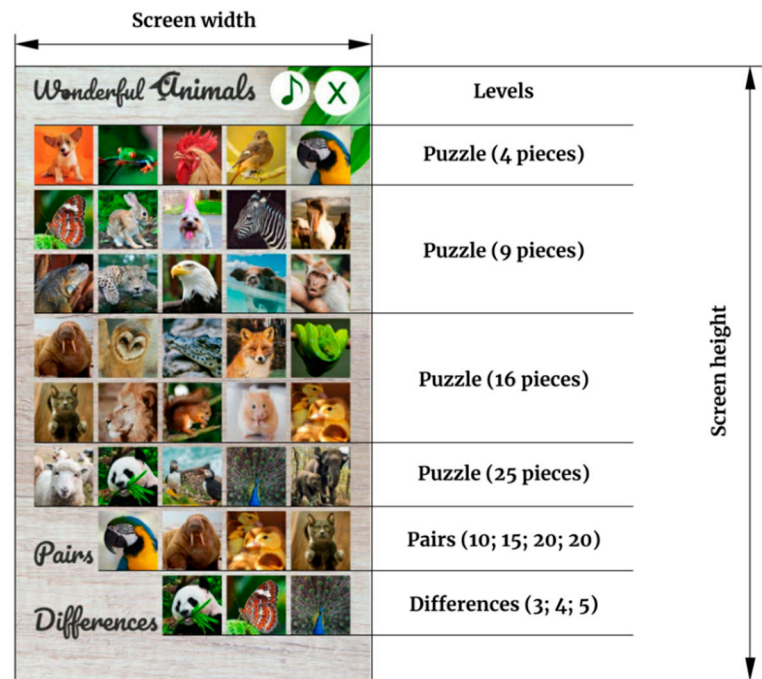 Screen width
Wonderful Animals
X
Levels
Puzzle (4 pieces)
Puzzle (9 pieces)
Puzzle (16 pieces)
Puzzle (25 pieces)
Pairs
Pairs (10; 15; 20; 20)
Differences
Differences (3; 4; 5)
Screen height